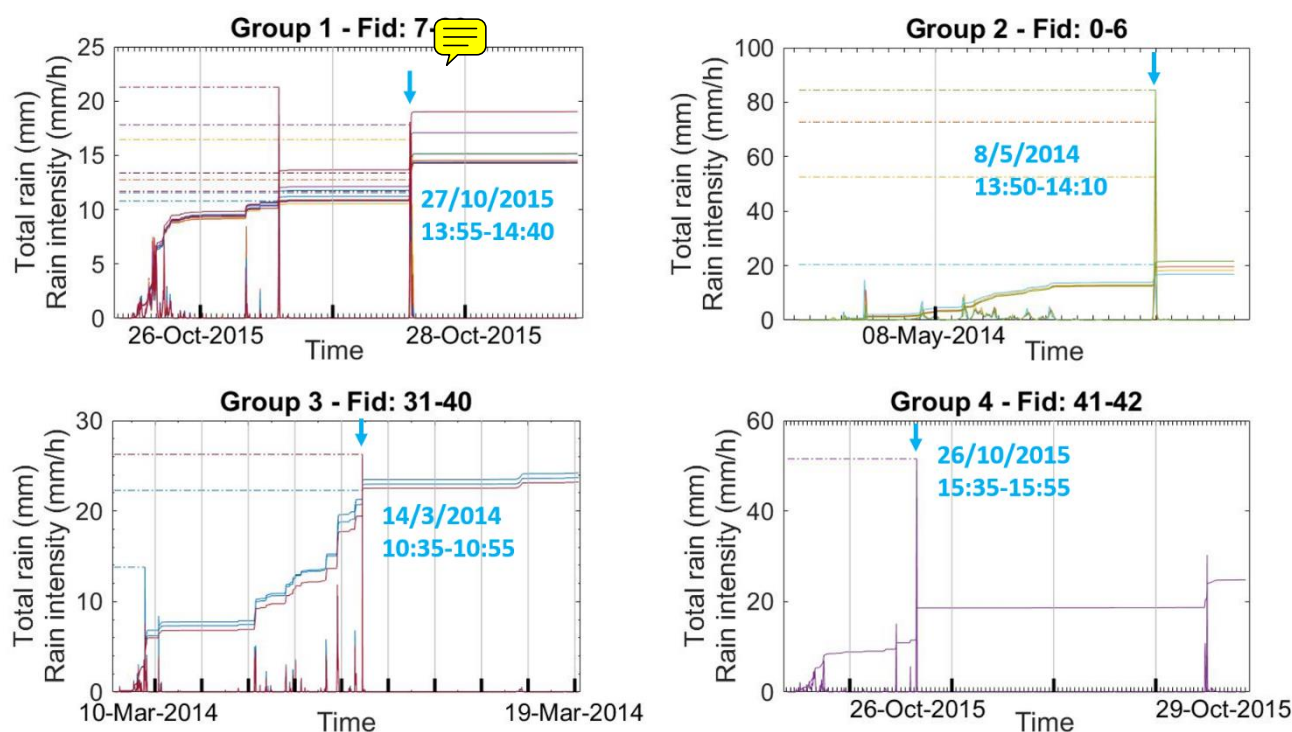 Group 1 - Fid: 7-
25
20
15
10
5
0
Total rain (mm)
Rain intensity (mm/h)
27/10/2015
13:55-14:40
26-Oct-2015
28-Oct-2015
Time
Group 2 - Fid: 0-6
100
80
60
40
20
0
Total rain (mm)
Rain intensity (mm/h)
8/5/2014
13:50-14:10
08-May-2014
Time
Group 3 - Fid: 31-40
30
20
10
0
Total rain (mm)
Rain intensity (mm/h)
14/3/2014
10:35-10:55
10-Mar-2014
19-Mar-2014
Time
Group 4 - Fid: 41-42
60
40
20
0
Total rain (mm)
Rain intensity (mm/h)
26/10/2015
15:35-15:55
26-Oct-2015
29-Oct-2015
Time